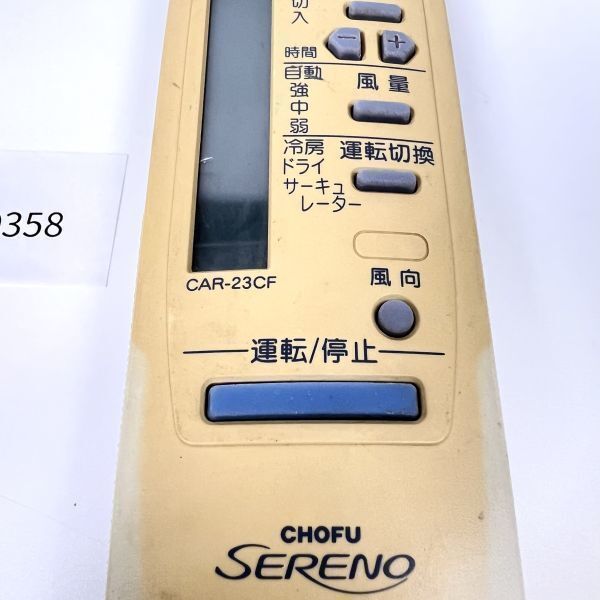 切
入
時間
－ ＋
自動 風量
強
中
弱
冷房 運転切換
ドライ
サーキュ
レーター
358
CAR-23CF
風向
運転/停止
CHOFU
SERENO